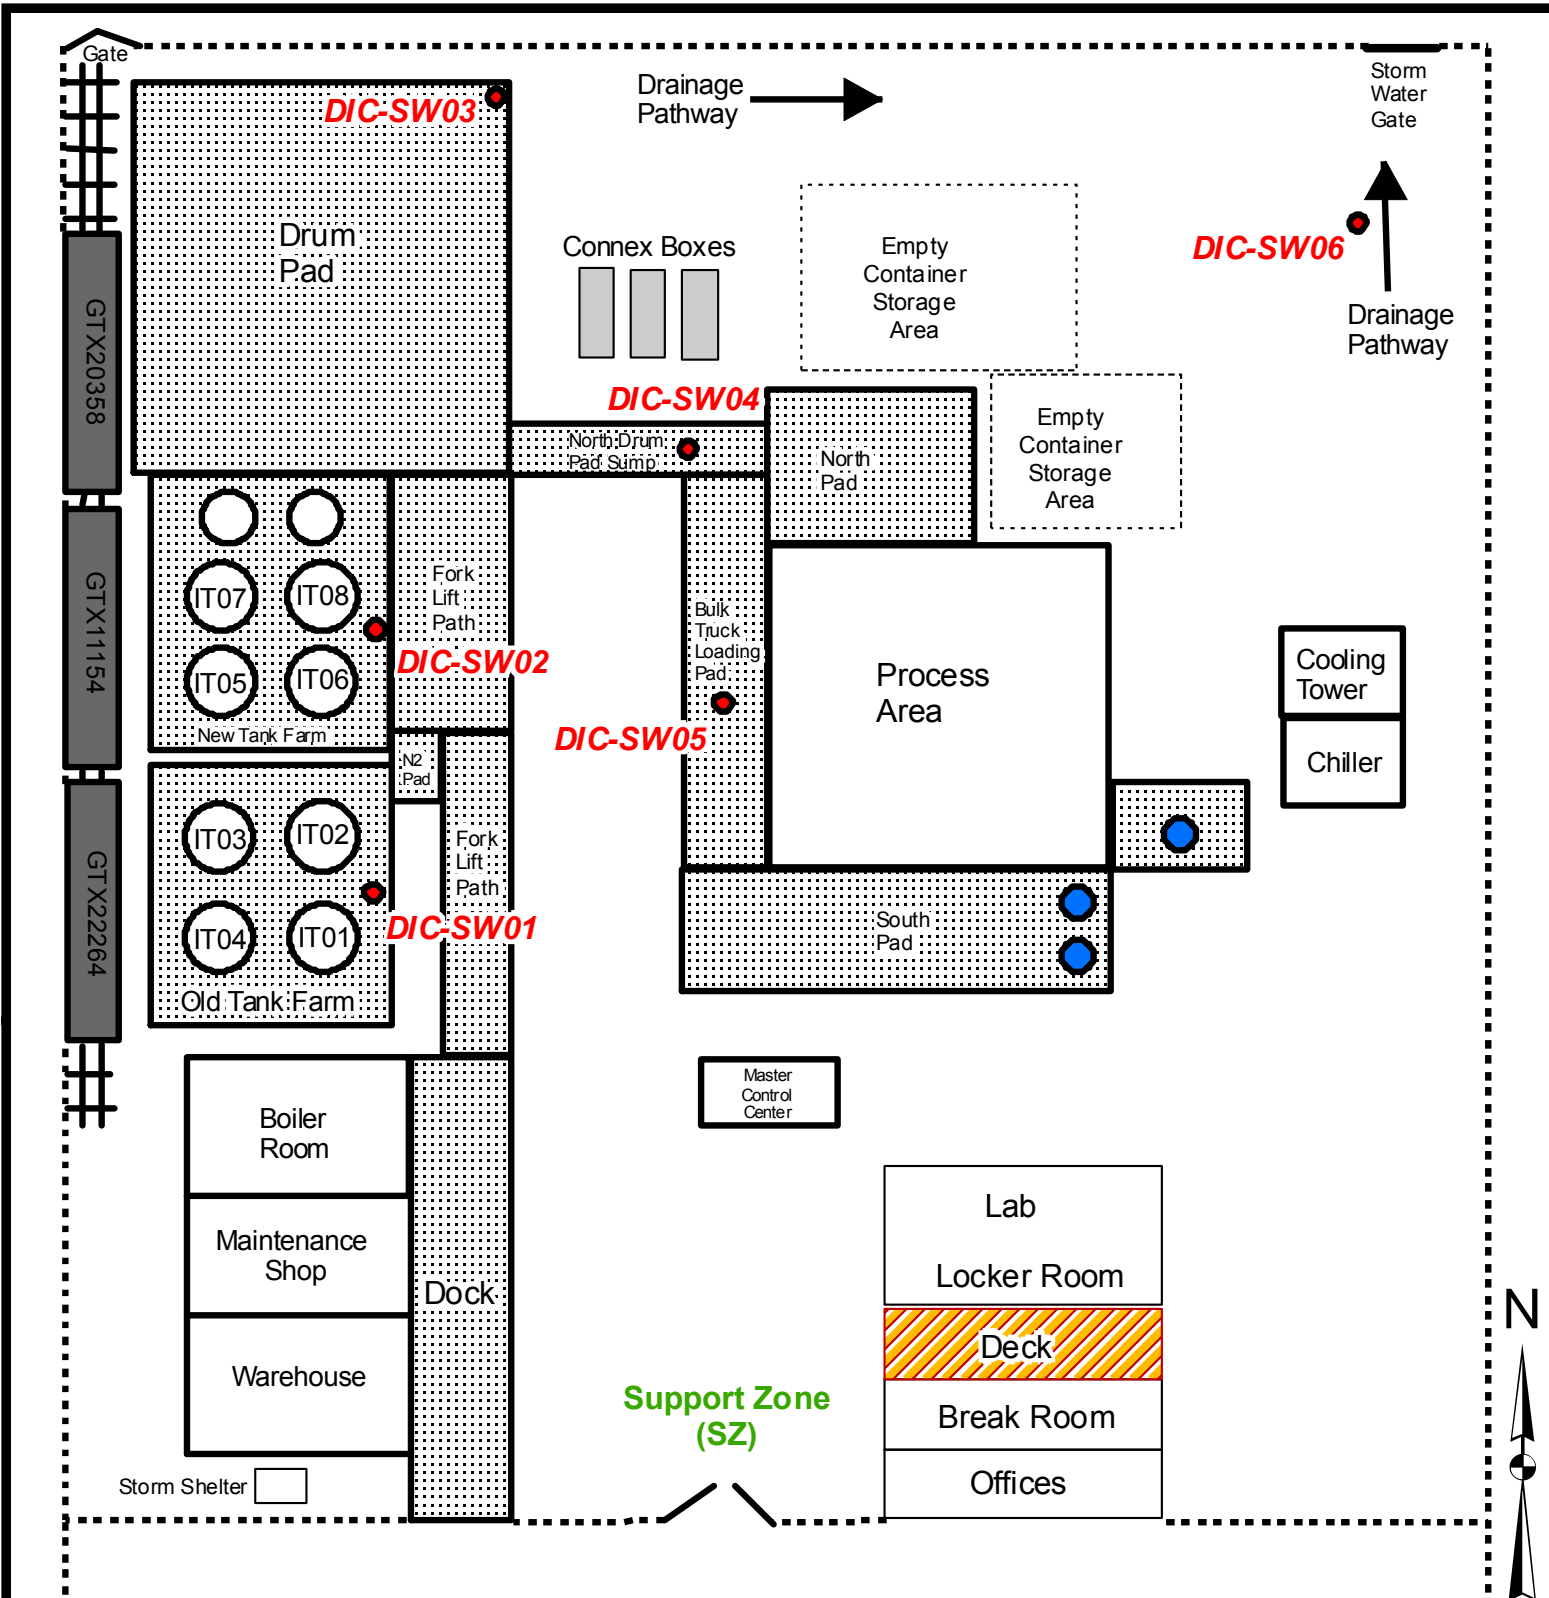 Gate
Drainage
Pathway
Storm
Water
Gate
DIC-SW03
Drum
Pad
Connex Boxes
Empty
Container
Storage
Area
DIC-SW06
Drainage
Pathway
GTX20358
DIC-SW04
North Drum
Pad Sump
North
Pad
Empty
Container
Storage
Area
GTX11154
IT07
IT08
Fork
Lift
Path
DIC-SW02
IT05
IT06
New Tank Farm
Bulk
Truck
Loading
Pad
DIC-SW05
Process
Area
Cooling
Tower
Chiller
N2
Pad
GTX22264
IT03
IT02
Fork
Lift
Path
DIC-SW01
IT04
IT01
Old Tank Farm
South
Pad
Master
Control
Center
Boiler
Room
Maintenance
Shop
Dock
Warehouse
Storm Shelter
Lab
Locker Room
Deck
Break Room
Offices
Support Zone
(SZ)
N